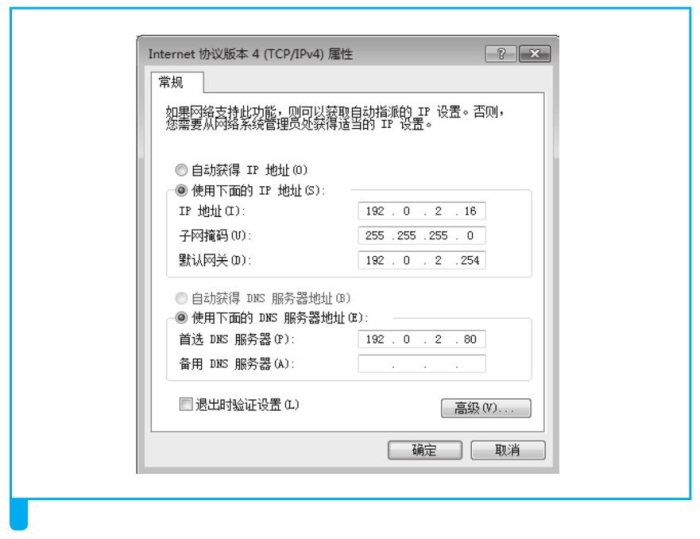 Internet 协议版本 4 (TCP/IPv4) 属性
常规
如果网络支持此功能，则可以获取自动指派的 IP 设置。否则，
您需要从网络系统管理员处获得适当的 IP 设置。
自动获得 IP 地址(O)
使用下面的 IP 地址(S):
IP 地址(I): 192 . 0 . 2 . 16
子网掩码(U): 255 .255 .255 . 0
默认网关(D): 192 . 0 . 2 .254
自动获得 DNS 服务器地址(B)
使用下面的 DNS 服务器地址(E):
首选 DNS 服务器(P): 192 . 0 . 2 . 80
备用 DNS 服务器(A): . . .
退出时验证设置(L)
高级(V)...
确定 取消